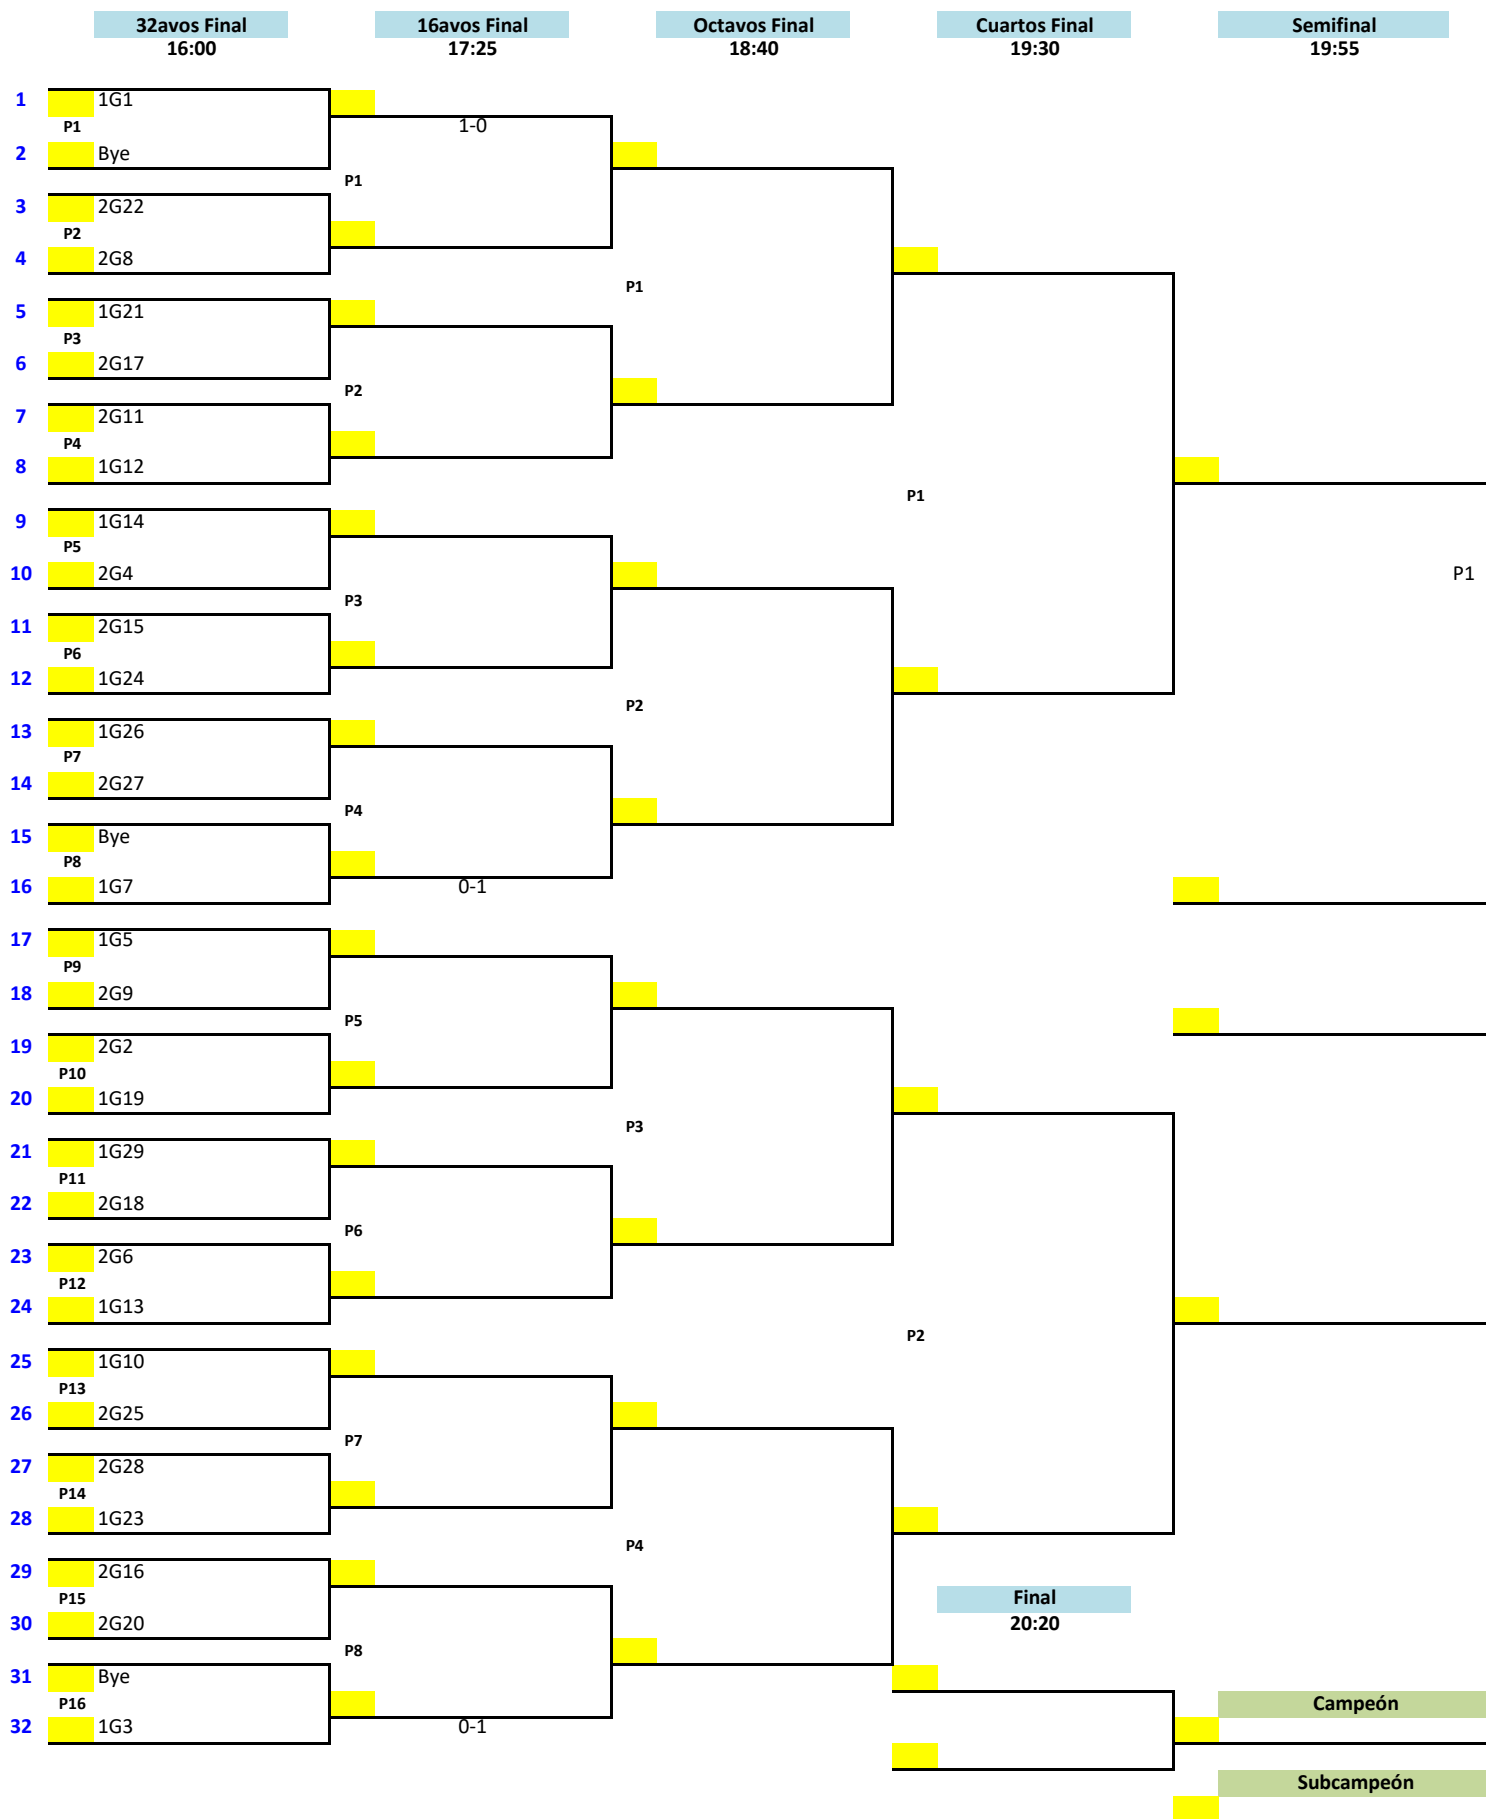 32avos Final 16avos Final Octavos Final Cuartos Final Semifinal
16:00 17:25 18:40 19:30 19:55
1 1G1
P1 1-0
2 Bye
P1
3 2G22
P2
4 2G8
P1
5 1G21
P3
6 2G17
P2
7 2G11
P4
8 1G12
P1
9 1G14
P5
10 2G4 P1
P3
11 2G15
P6
12 1G24
P2
13 1G26
P7
14 2G27
P4
15 Bye
P8
16 1G7 0-1
17 1G5
P9
18 2G9
P5
19 2G2
P10
20 1G19
P3
21 1G29
P11
22 2G18
P6
23 2G6
P12
24 1G13
P2
25 1G10
P13
26 2G25
P7
27 2G28
P14
28 1G23
P4
29 2G16
P15 Final
30 2G20 20:20
P8
31 Bye
P16 Campeón
32 1G3 0-1
Subcampeón